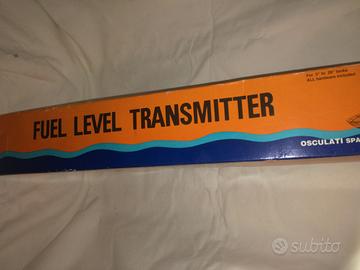 For 5" to 28" tanks
ALL hardware included
FUEL LEVEL TRANSMITTER
OSCULATI SPA
subito